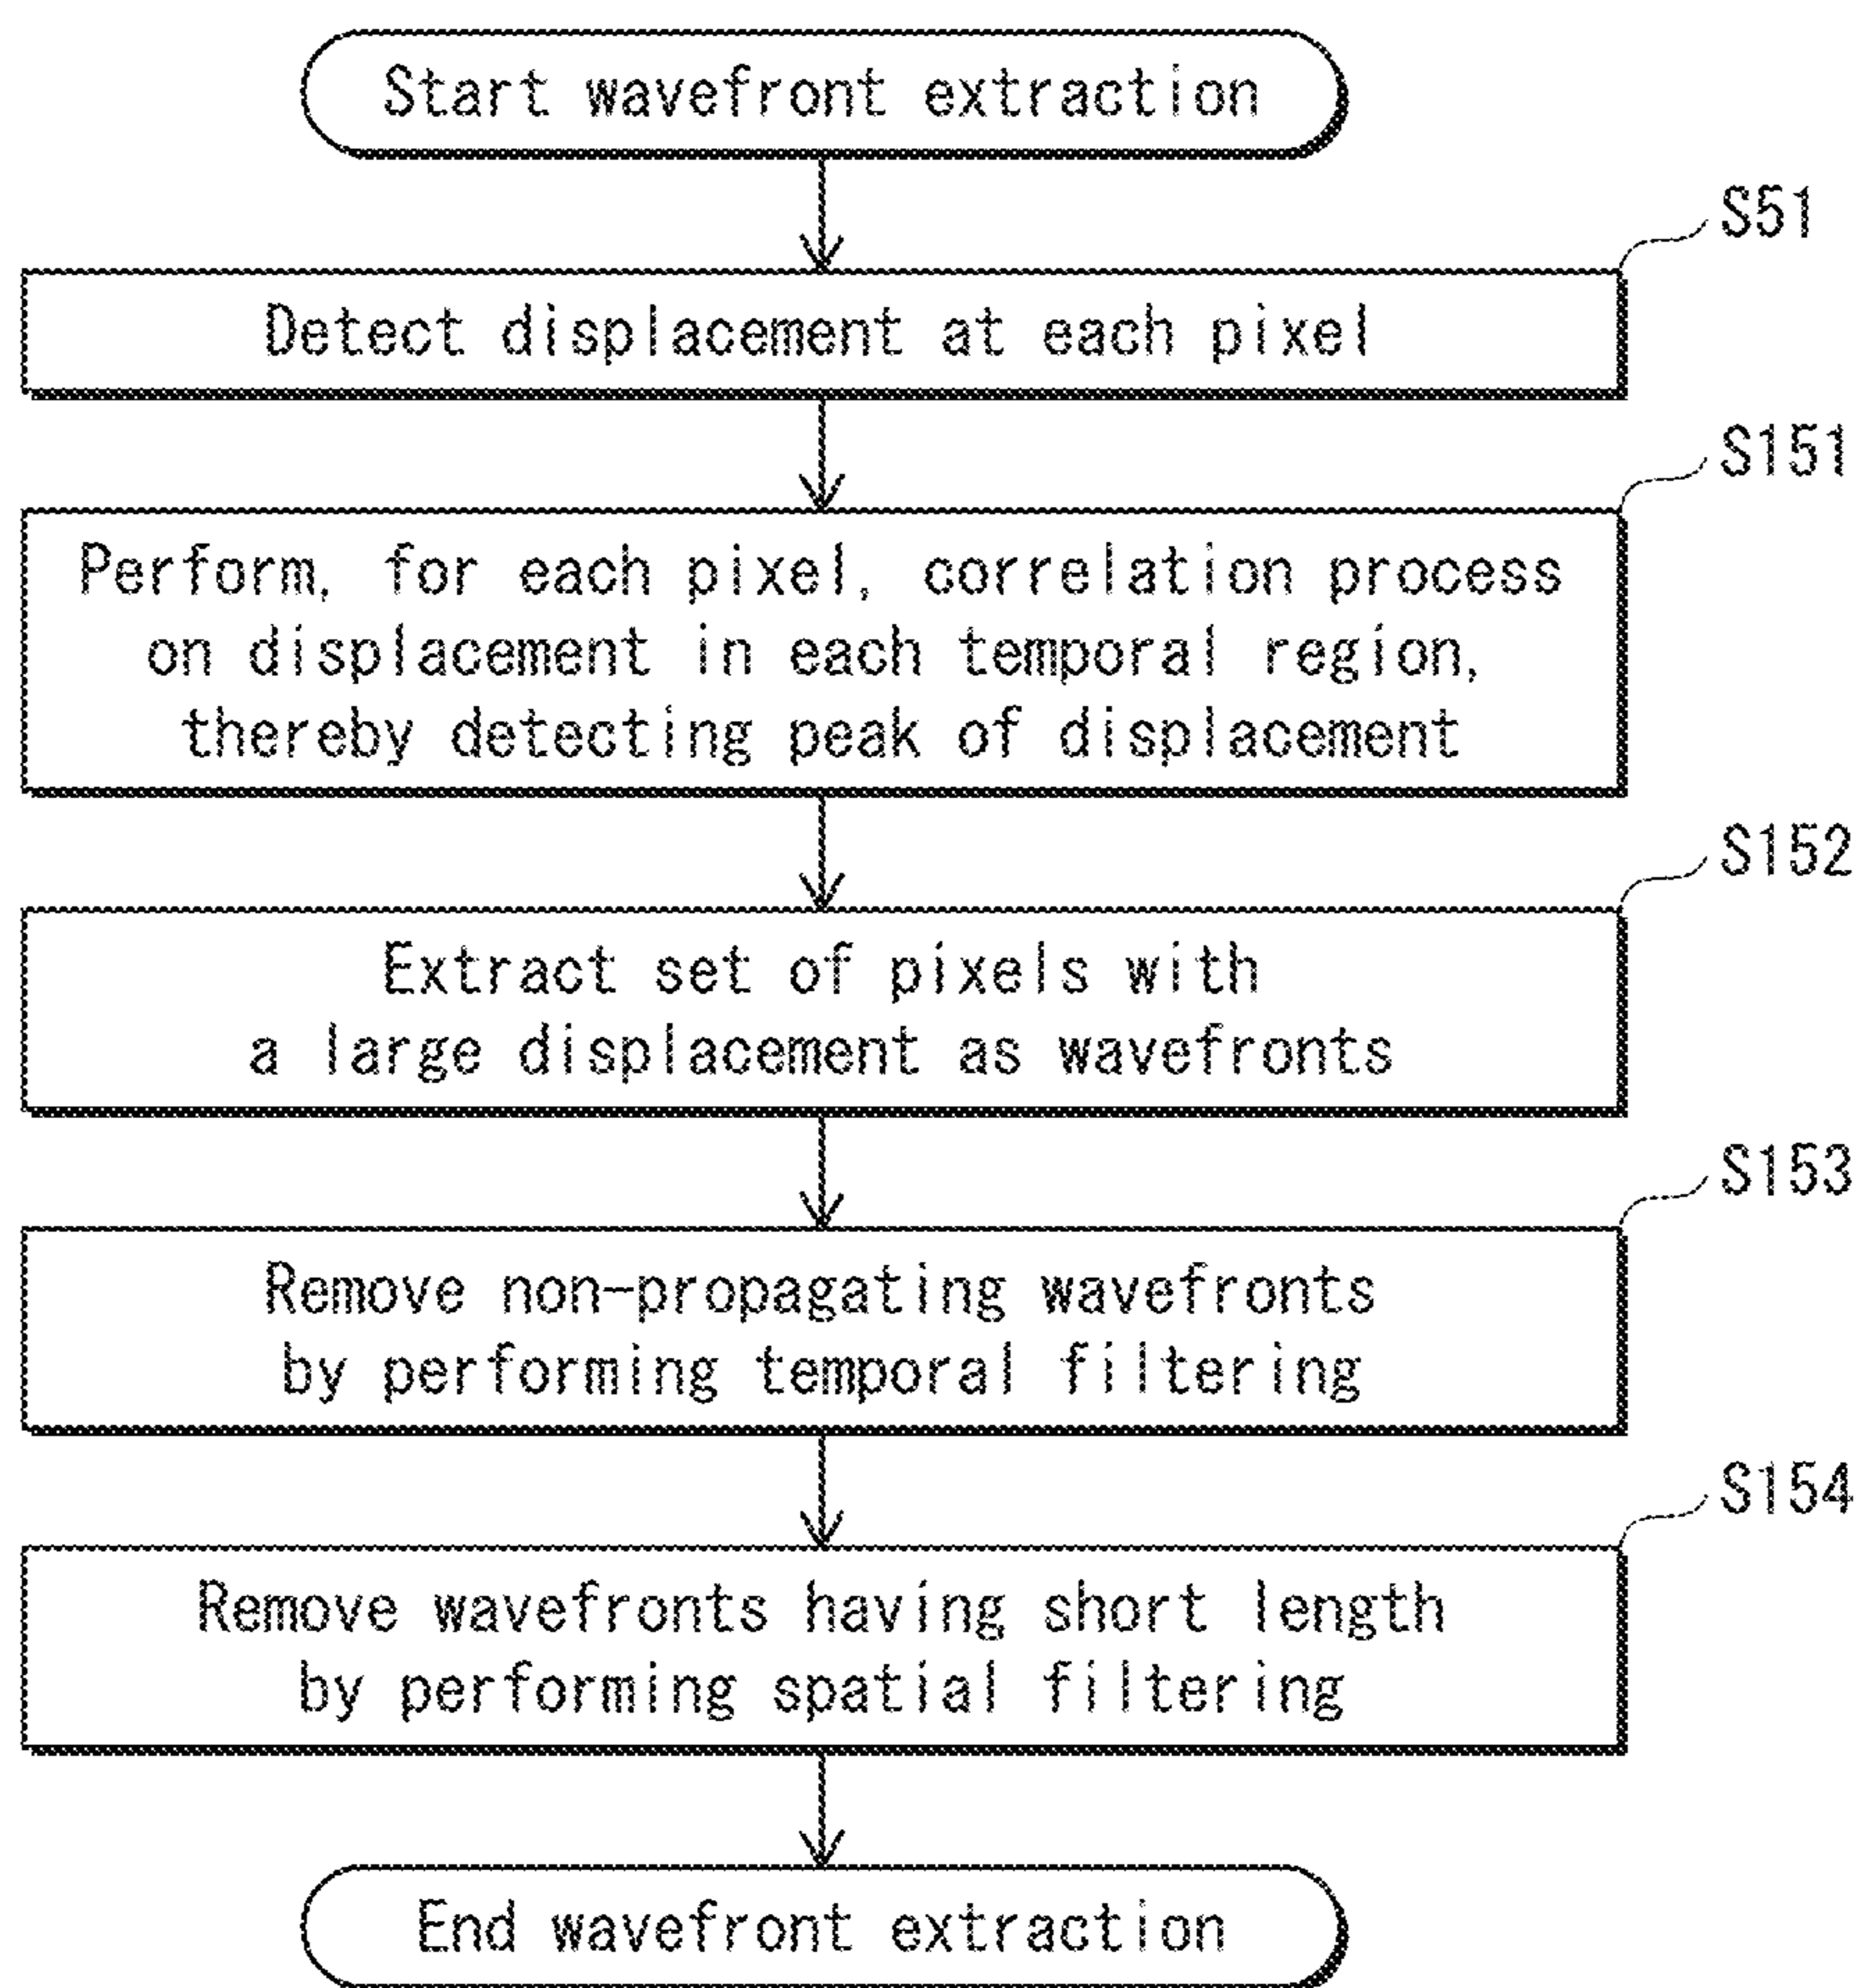 Start wavefront extraction
S51
Detect displacement at each pixel
S151
Perform, for each pixel, correlation process
on displacement in each temporal region,
thereby detecting peak of displacement
S152
Extract set of pixels with
a large displacement as wavefronts
S153
Remove non-propagating wavefronts
by performing temporal filtering
S154
Remove wavefronts having short length
by performing spatial filtering
End wavefront extraction